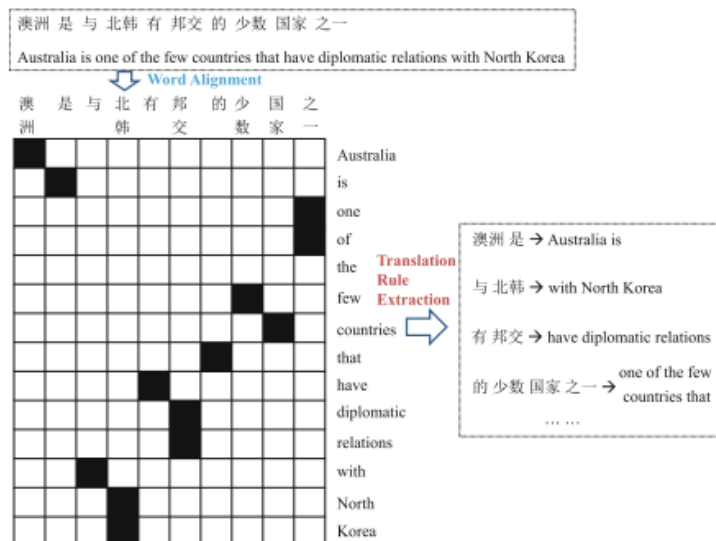 澳洲 是 与 北韩 有 邦交 的 少数 国家 之一
Australia is one of the few countries that have diplomatic relations with North Korea
Word Alignment
澳 是 与 北 有 邦 的 少 国 之
洲 韩 交 数 家 一
Australia
is
one
of
the
few
countries
that
have
diplomatic
relations
with
North
Korea
Translation
Rule
Extraction
澳洲 是 → Australia is
与 北韩 → with North Korea
有 邦交 → have diplomatic relations
的 少数 国家 之一 → one of the few
countries that
... ...